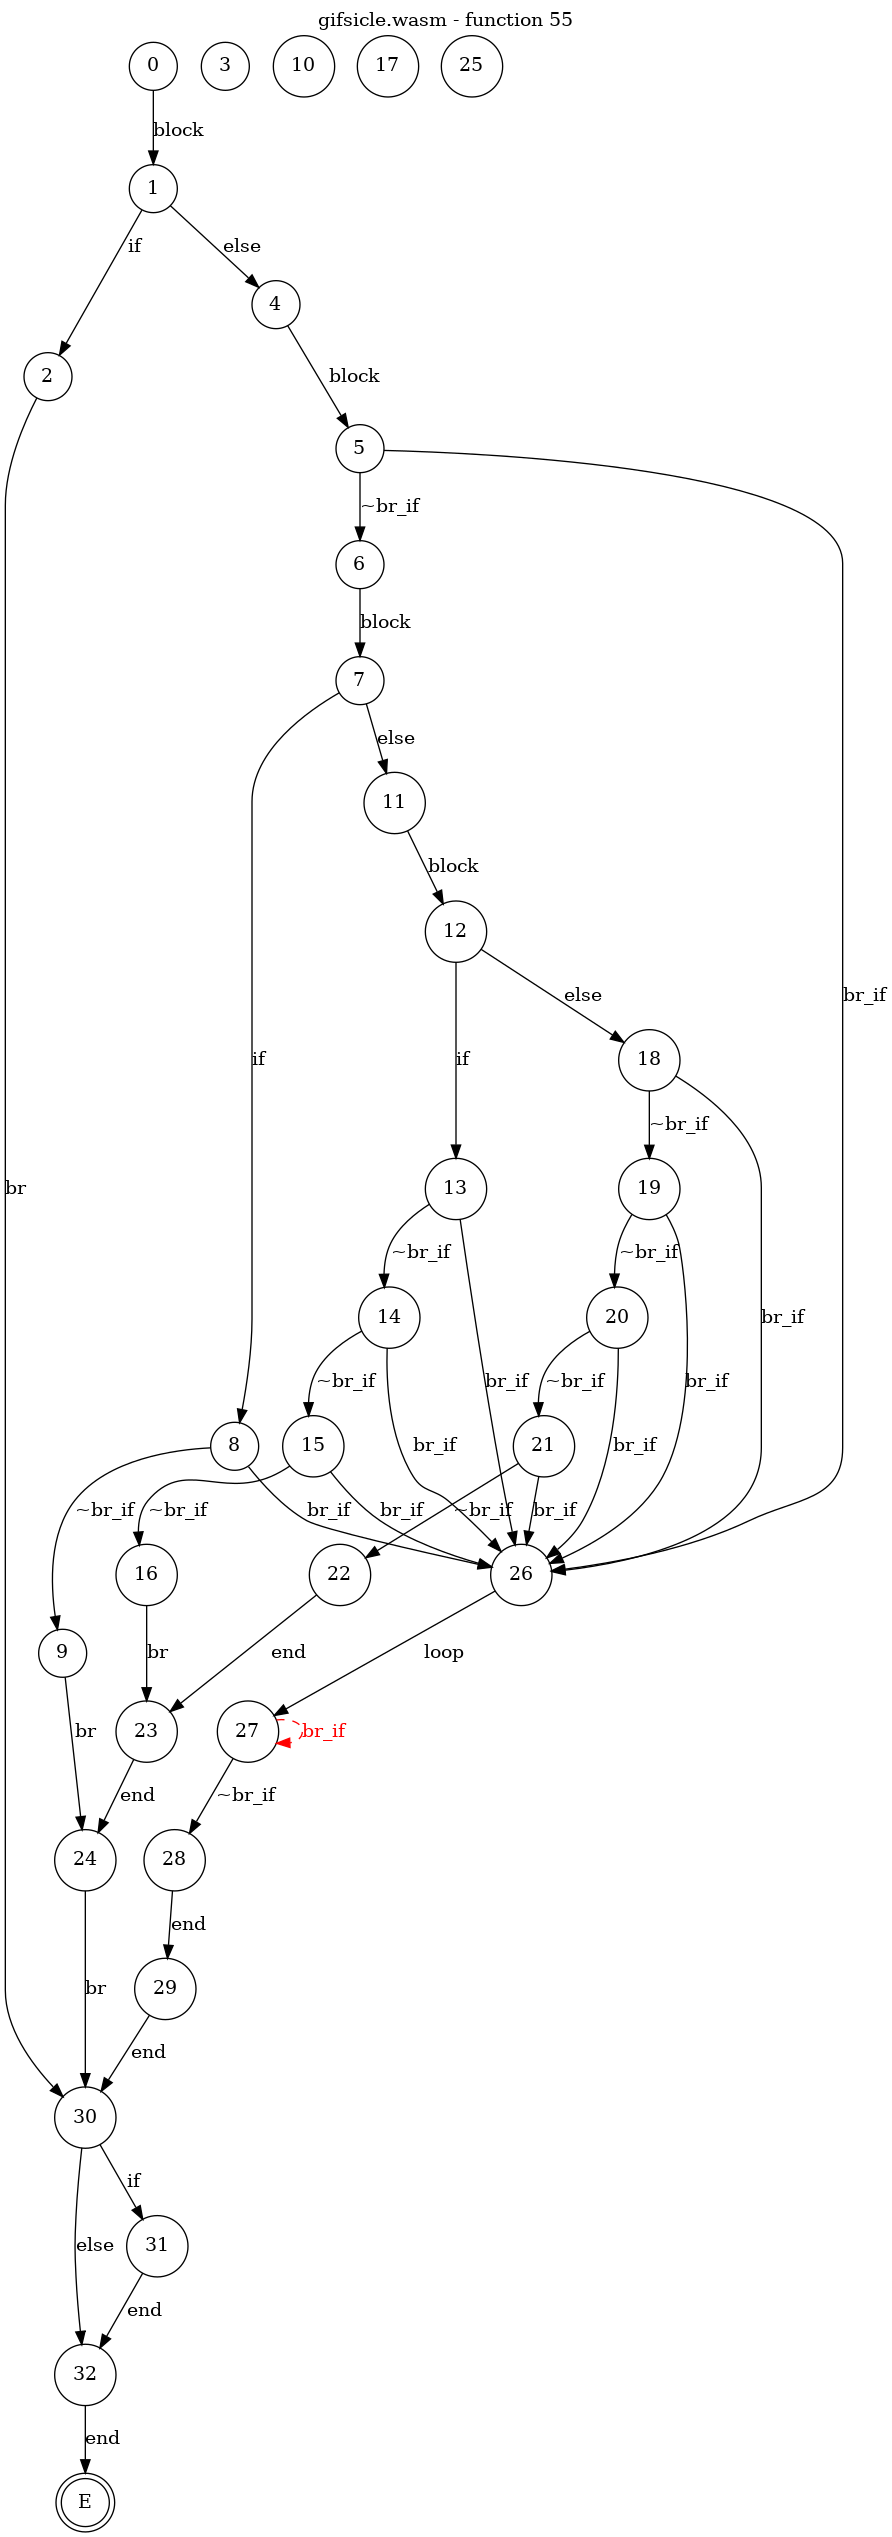 gifsicle.wasm - function 55
0 3 10 17 25
block
1
if else
4
block
2
5
~br_if
6
block
7
else
11
block
12
br_if
else
if
18
~br_if
br
13 19
~br_if ~br_if
14 20
br_if
~br_if br_if ~br_if br_if
8 15 21
br_if br_if
~br_if ~br_if br_if br_if ~br_if br_if
16 22 26
9 br end loop
23 27 br_if
br
end ~br_if
24 28
end
br 29
end
30
if
else 31
end
32
end
E
if